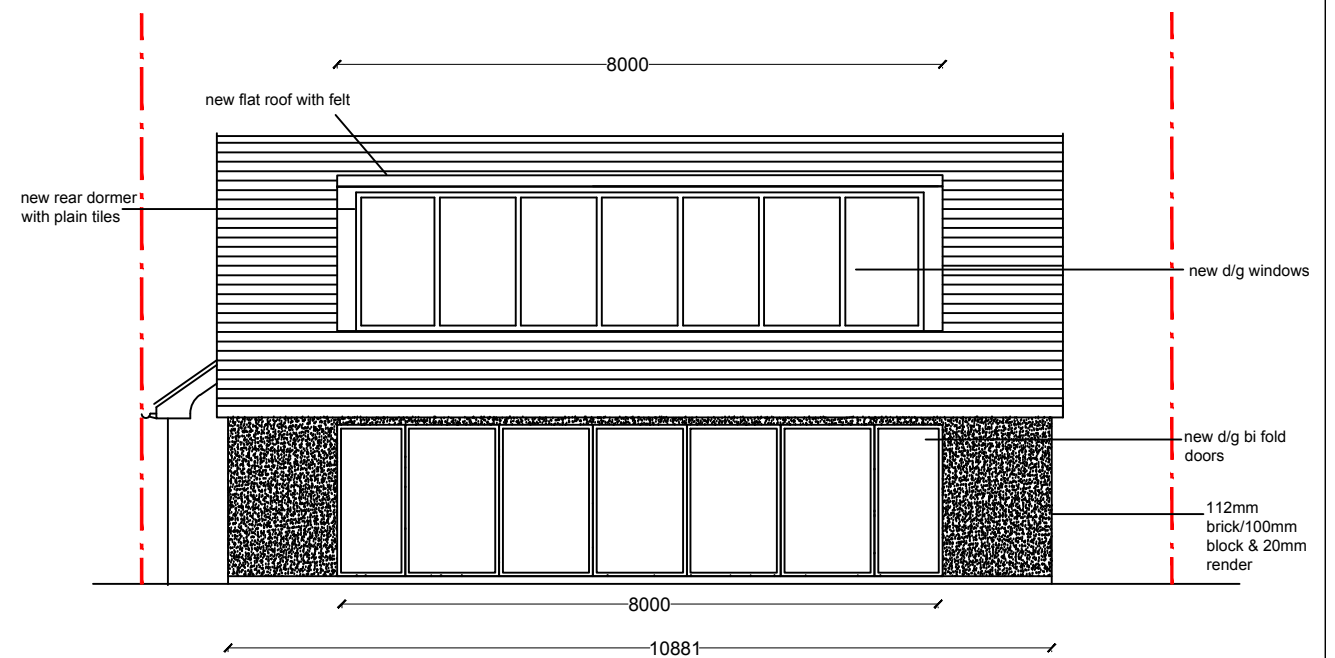 8000
new flat roof with felt
new rear dormer
with plain tiles
new d/g windows
new d/g bi fold
doors
112mm
brick/100mm
block & 20mm
render
8000
10881